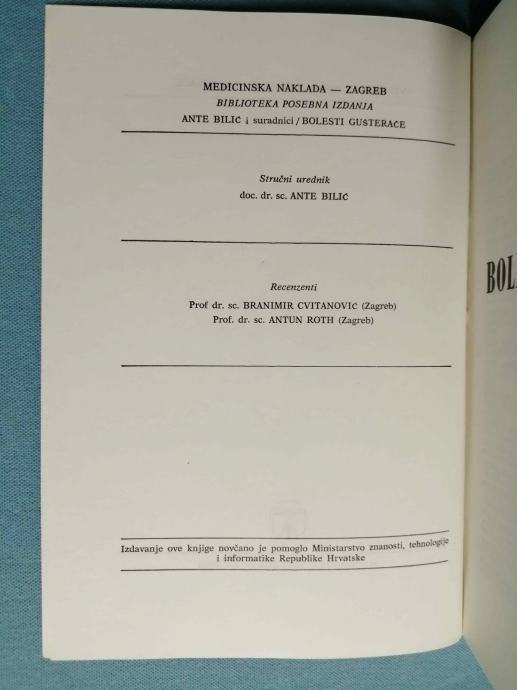 MEDICINSKA NAKLADA — ZAGREB
BIBLIOTEKA POSEBNA IZDANJA
ANTE BILIĆ i suradnici/BOLESTI GUŠTERAČE
Stručni urednik
doc. dr. sc. ANTE BILIĆ
Recenzenti
Prof dr. sc. BRANIMIR CVITANOVIĆ (Zagreb)
Prof. dr. sc. ANTUN ROTH (Zagreb)
Izdavanje ove knjige novčano je pomoglo Ministarstvo znanosti, tehnologije
i informatike Republike Hrvatske